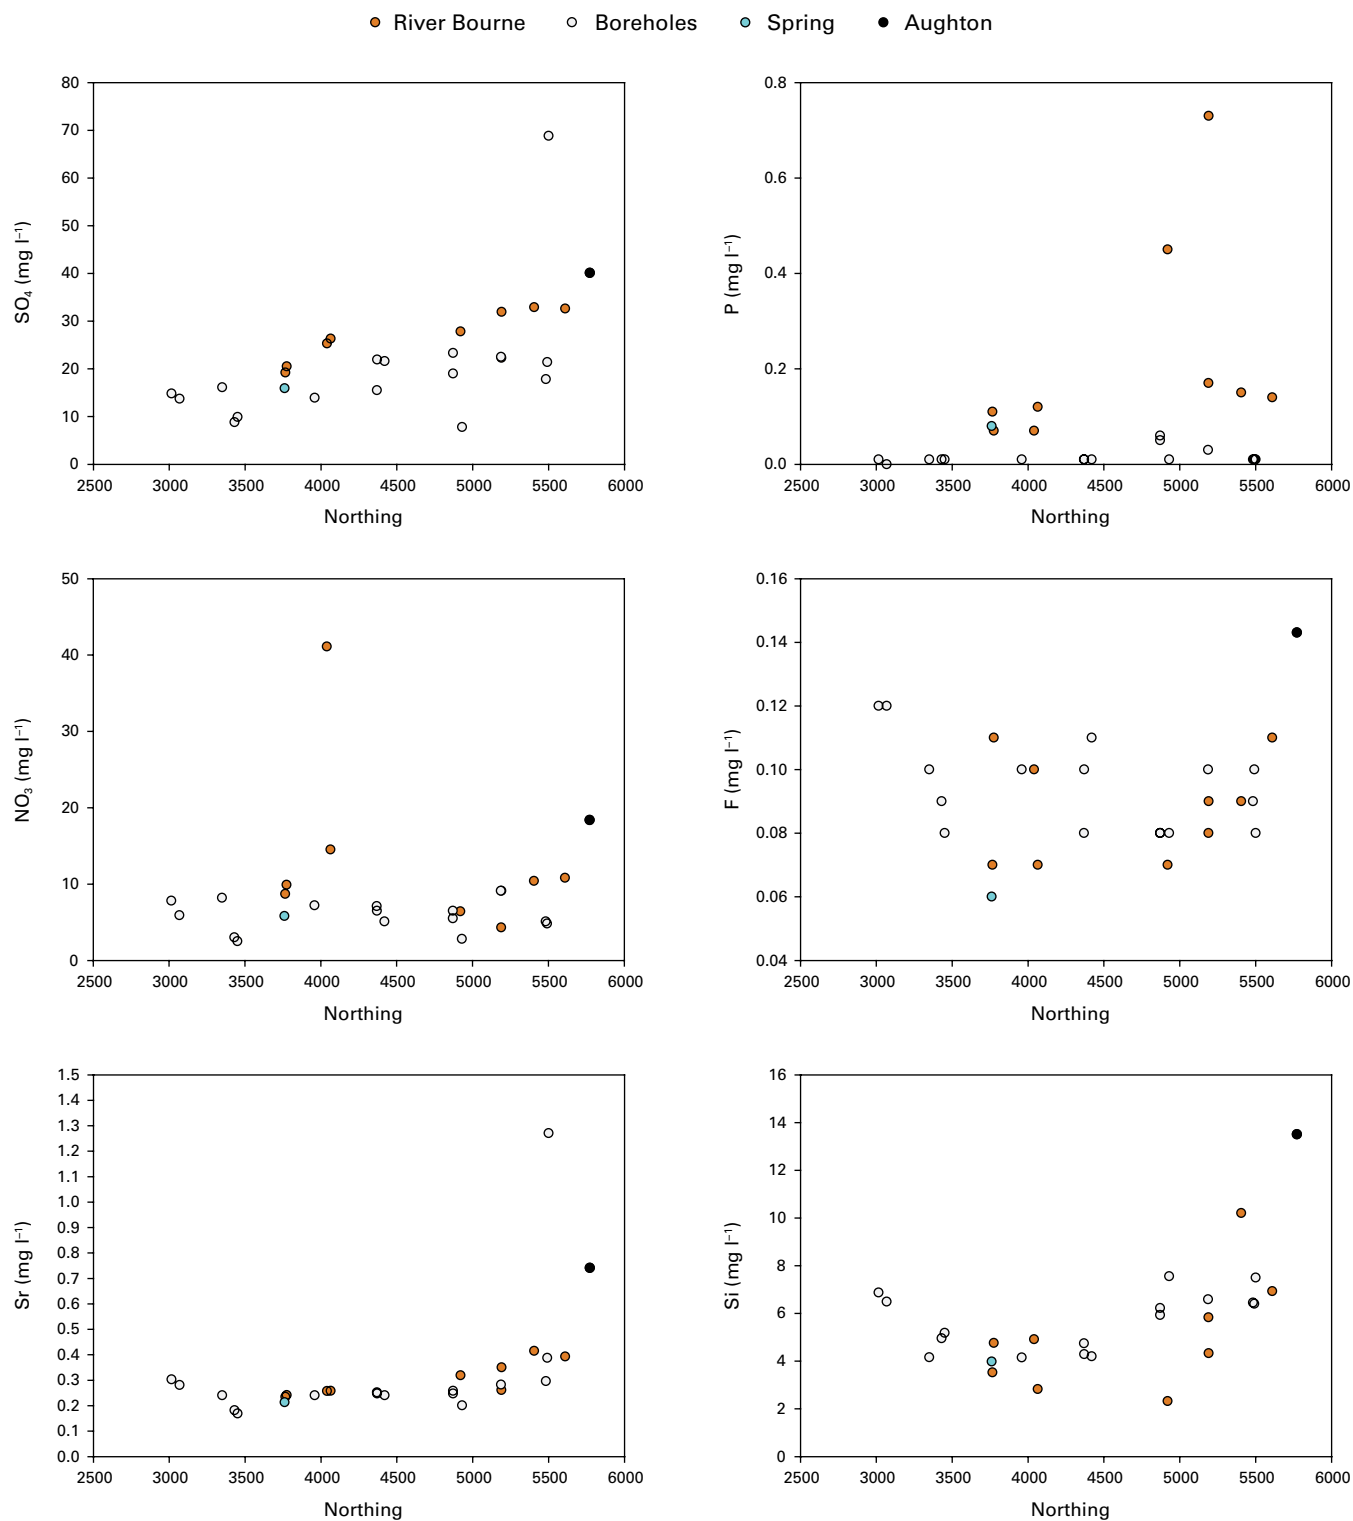 River Bourne Boreholes Spring Aughton
80
70
60
50
40
30
20
10
0
SO₄ (mg l⁻¹)
2500 3000 3500 4000 4500 5000 5500 6000
Northing
0.8
0.6
0.4
0.2
0.0
P (mg l⁻¹)
2500 3000 3500 4000 4500 5000 5500 6000
Northing
50
40
30
20
10
0
NO₃ (mg l⁻¹)
2500 3000 3500 4000 4500 5000 5500 6000
Northing
0.16
0.14
0.12
0.10
0.08
0.06
0.04
F (mg l⁻¹)
2500 3000 3500 4000 4500 5000 5500 6000
Northing
1.5
1.4
1.3
1.2
1.1
1.0
0.9
0.8
0.7
0.6
0.5
0.4
0.3
0.2
0.1
0.0
Sr (mg l⁻¹)
2500 3000 3500 4000 4500 5000 5500 6000
Northing
16
14
12
10
8
6
4
2
0
Si (mg l⁻¹)
2500 3000 3500 4000 4500 5000 5500 6000
Northing